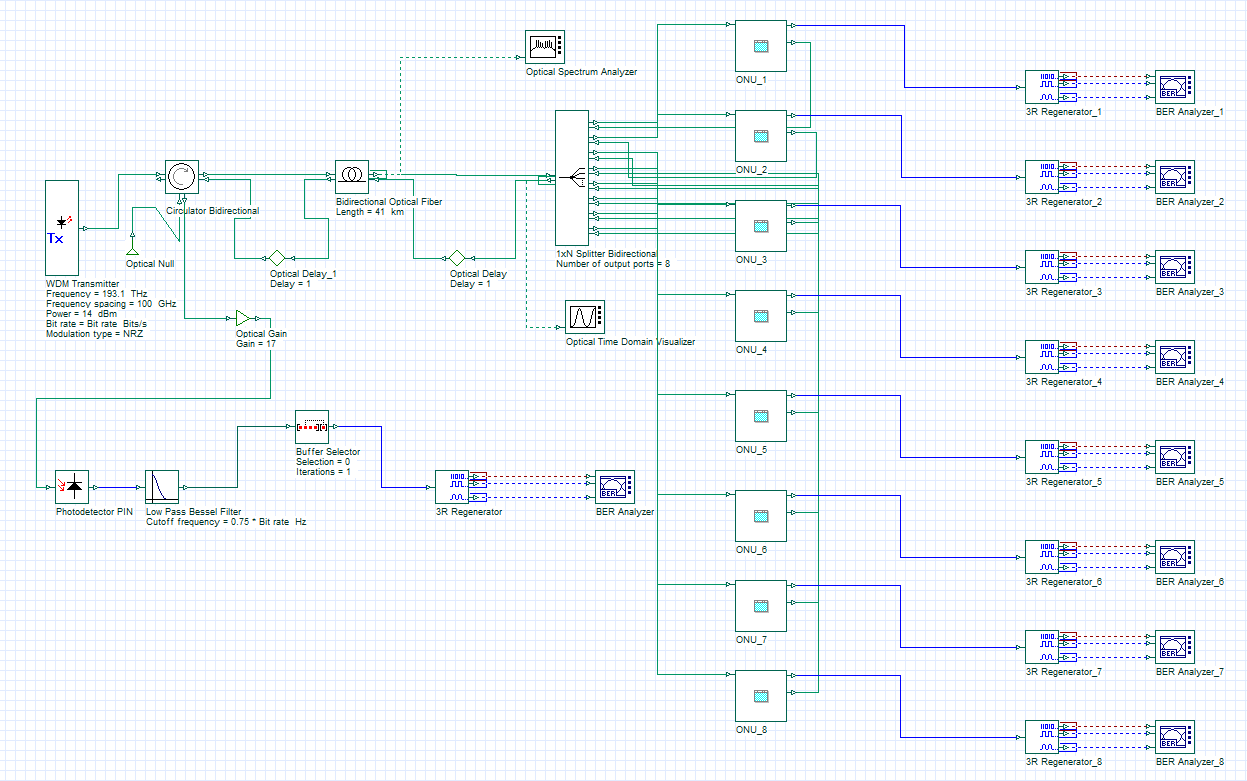 ONU_1
Optical Spectrum Analyzer
3R Regenerator_1
BER Analyzer_1
ONU_2
Circulator Bidirectional
Bidirectional Optical Fiber
Length = 41 km
3R Regenerator_2
BER Analyzer_2
Tx
Optical Null
1xN Splitter Bidirectional
Number of output ports = 8
ONU_3
Optical Delay_1
Delay = 1
Optical Delay
Delay = 1
3R Regenerator_3
BER Analyzer_3
WDM Transmitter
Frequency = 193.1 THz
Frequency spacing = 100 GHz
Power = 14 dBm
Bit rate = Bit rate Bits/s
Modulation type = NRZ
Optical Gain
Gain = 17
Optical Time Domain Visualizer
ONU_4
3R Regenerator_4
BER Analyzer_4
Buffer Selector
Selection = 0
Iterations = 1
ONU_5
3R Regenerator_5
BER Analyzer_5
Photodetector PIN
Low Pass Bessel Filter
Cutoff frequency = 0.75 * Bit rate Hz
3R Regenerator
BER Analyzer
ONU_6
3R Regenerator_6
BER Analyzer_6
ONU_7
3R Regenerator_7
BER Analyzer_7
ONU_8
3R Regenerator_8
BER Analyzer_8